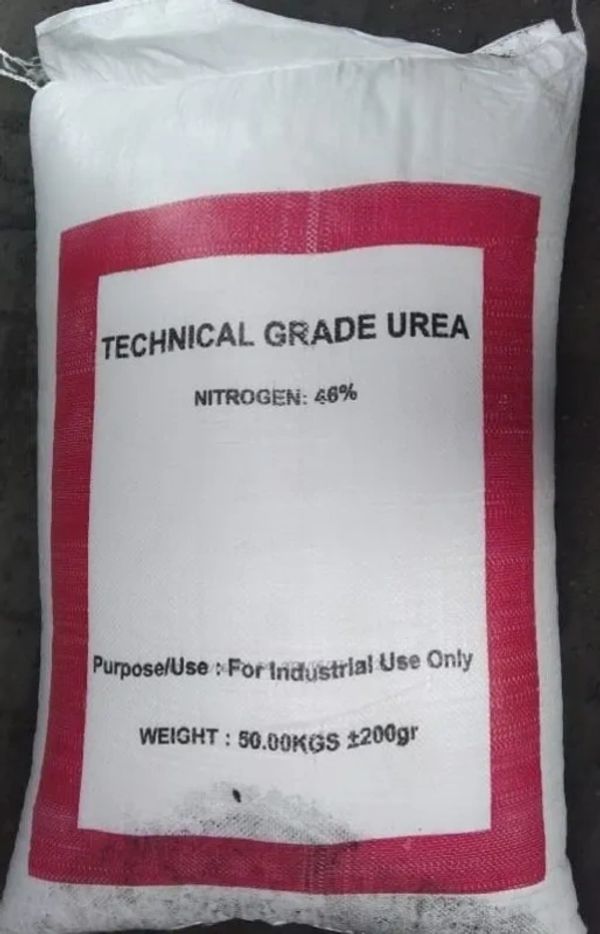 TECHNICAL GRADE UREA
NITROGEN: 46%
Purpose/Use : For Industrial Use Only
WEIGHT : 50.00KGS ±200gr